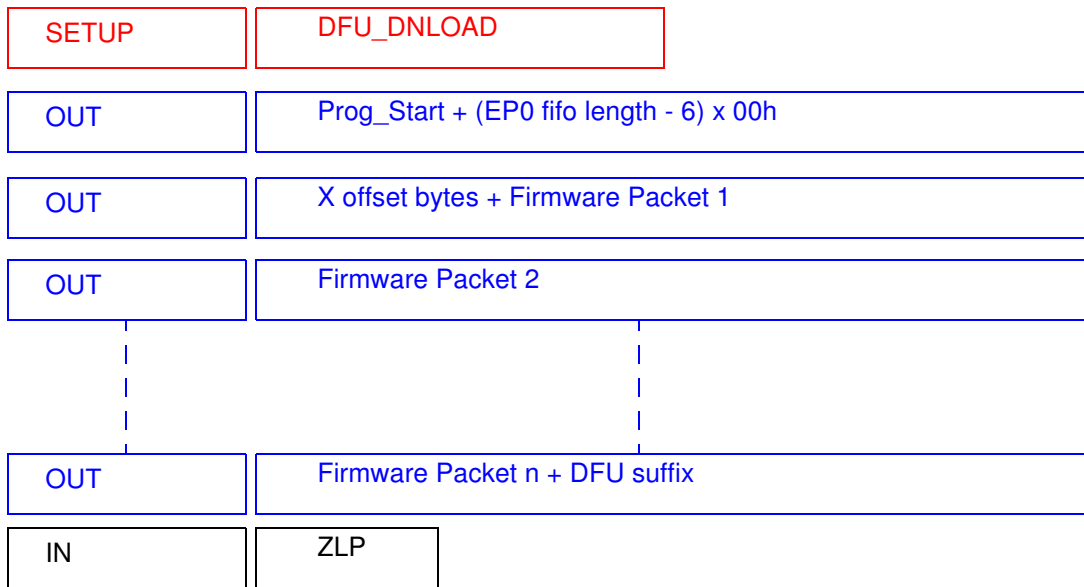 SETUP DFU_DNLOAD
OUT Prog_Start + (EP0 fifo length - 6) x 00h
OUT X offset bytes + Firmware Packet 1
OUT Firmware Packet 2
OUT Firmware Packet n + DFU suffix
IN ZLP